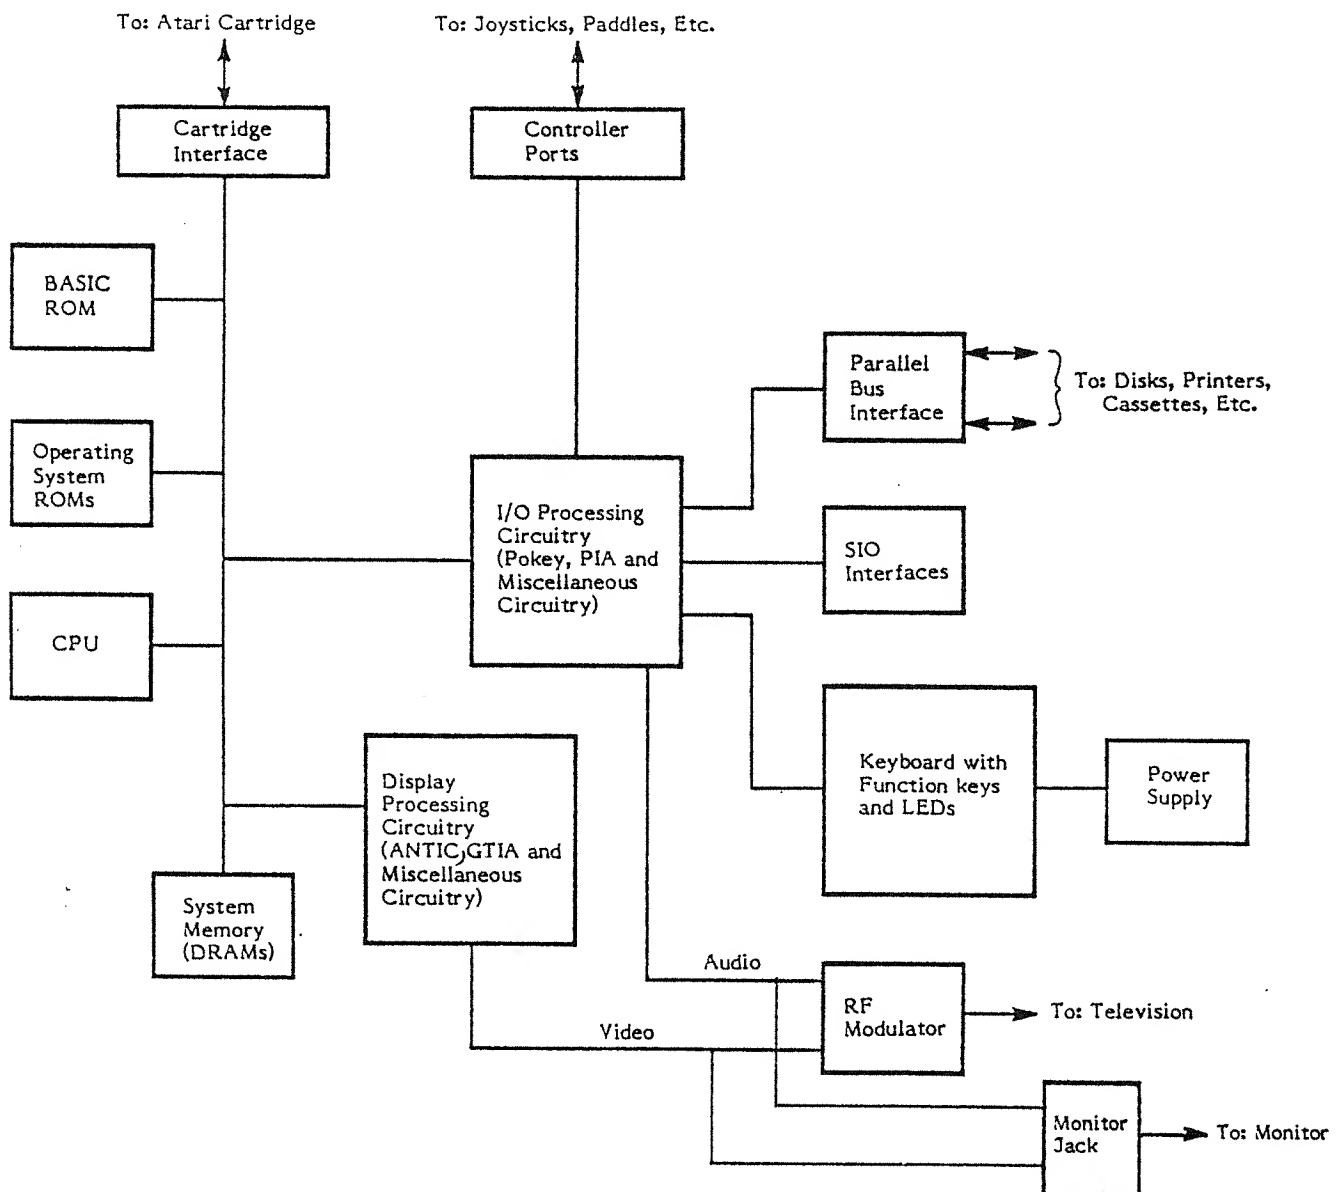 To: Atari Cartridge
To: Joysticks, Paddles, Etc.
Cartridge
Interface
Controller
Ports
BASIC
ROM
Parallel
Bus
Interface
To: Disks, Printers,
Cassettes, Etc.
Operating
System
ROMs
I/O Processing
Circuitry
(Pokey, PIA and
Miscellaneous
Circuitry)
SIO
Interfaces
CPU
Display
Processing
Circuitry
(ANTIC,GTIA and
Miscellaneous
Circuitry)
Keyboard with
Function keys
and LEDs
Power
Supply
System
Memory
(DRAMs)
Audio
Video
RF
Modulator
To: Television
Monitor
Jack
To: Monitor